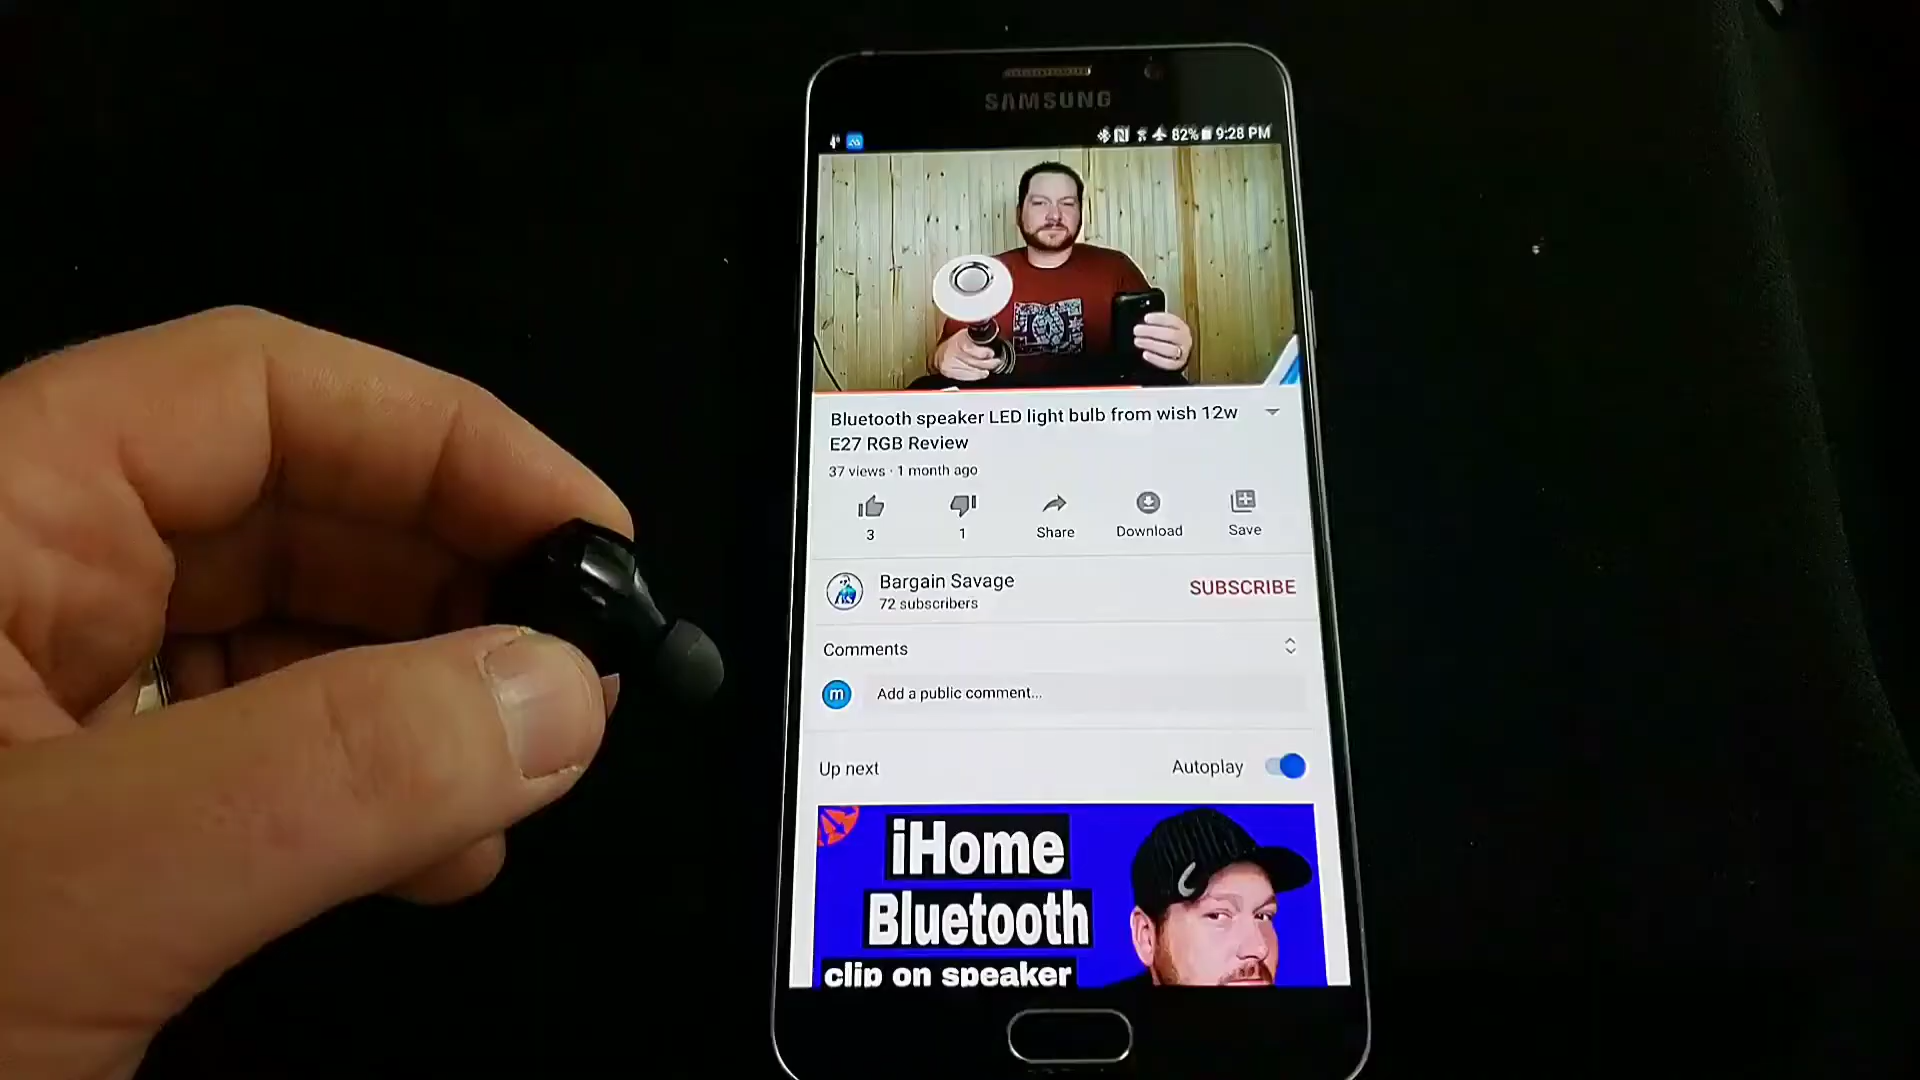 SAMSUNG
4° 82% 9:28 PM
Bluetooth speaker LED light bulb from wish 12w
E27 RGB Review
37 views · 1 month ago
3 1 Share Download Save
Bargain Savage
72 subscribers
SUBSCRIBE
Comments
m Add a public comment...
Up next Autoplay
iHome
Bluetooth
clip on speaker